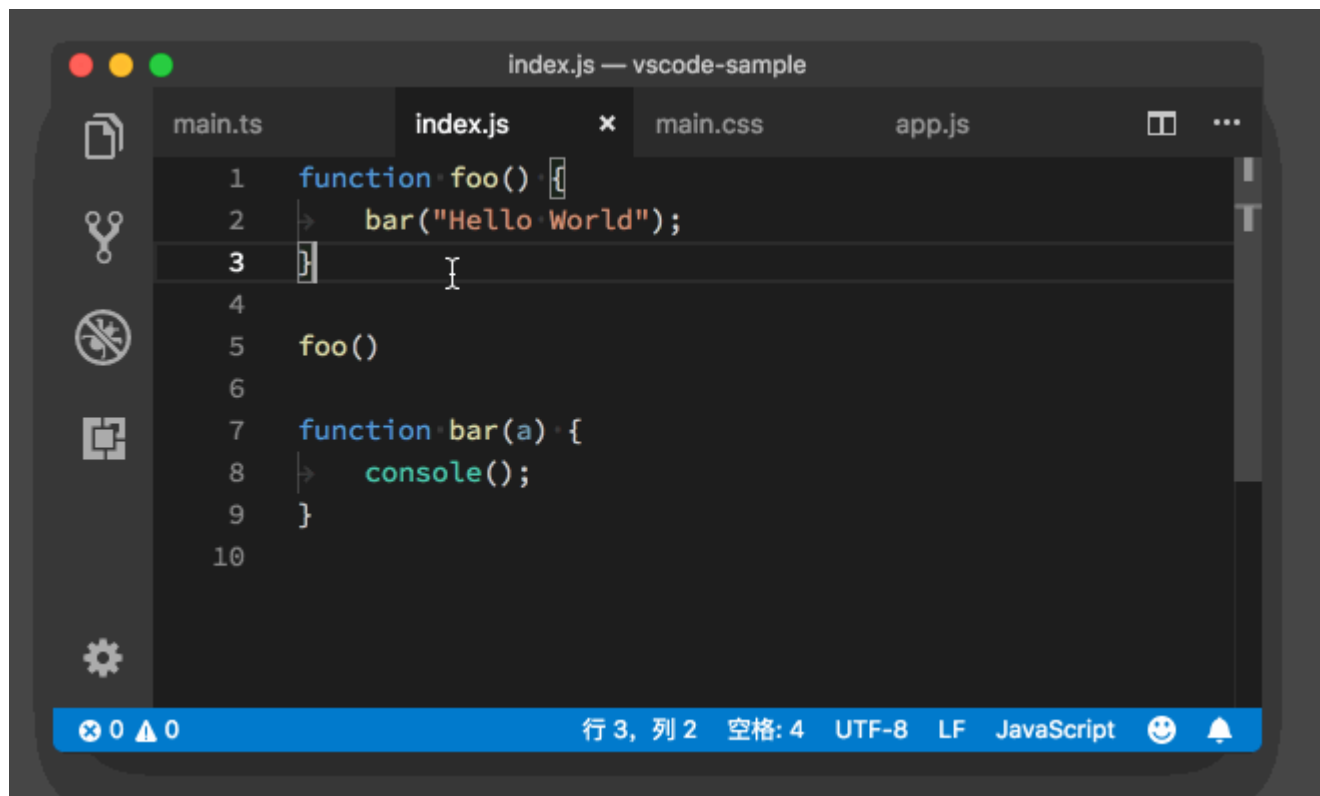 index.js — vscode-sample
main.ts index.js × main.css app.js ···
1 function foo() {
2 bar("Hello World");
3 }
4
5 foo()
6
7 function bar(a) {
8 console();
9 }
10
0 0 行 3，列 2 空格: 4 UTF-8 LF JavaScript